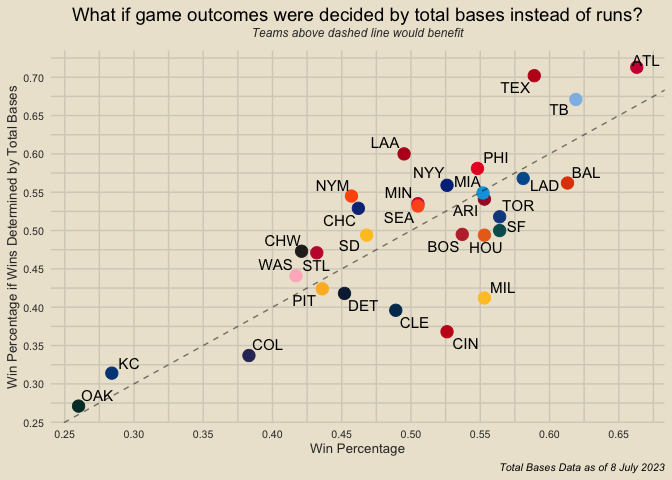 What if game outcomes were decided by total bases instead of runs?
Teams above dashed line would benefit
Win Percentage if Wins Determined by Total Bases
0.70
0.65
0.60
0.55
0.50
0.45
0.40
0.35
0.30
0.25
ATL
TEX
TB
LAA
PHI
NYY
MIA
BAL
LAD
NYM
MIN
CHC
SEA
ARI
TOR
SF
CHW
SD
BOS
HOU
WAS
STL
PIT
DET
MIL
CLE
CIN
COL
KC
OAK
0.25
0.30
0.35
0.40
0.45
0.50
0.55
0.60
0.65
Win Percentage
Total Bases Data as of 8 July 2023